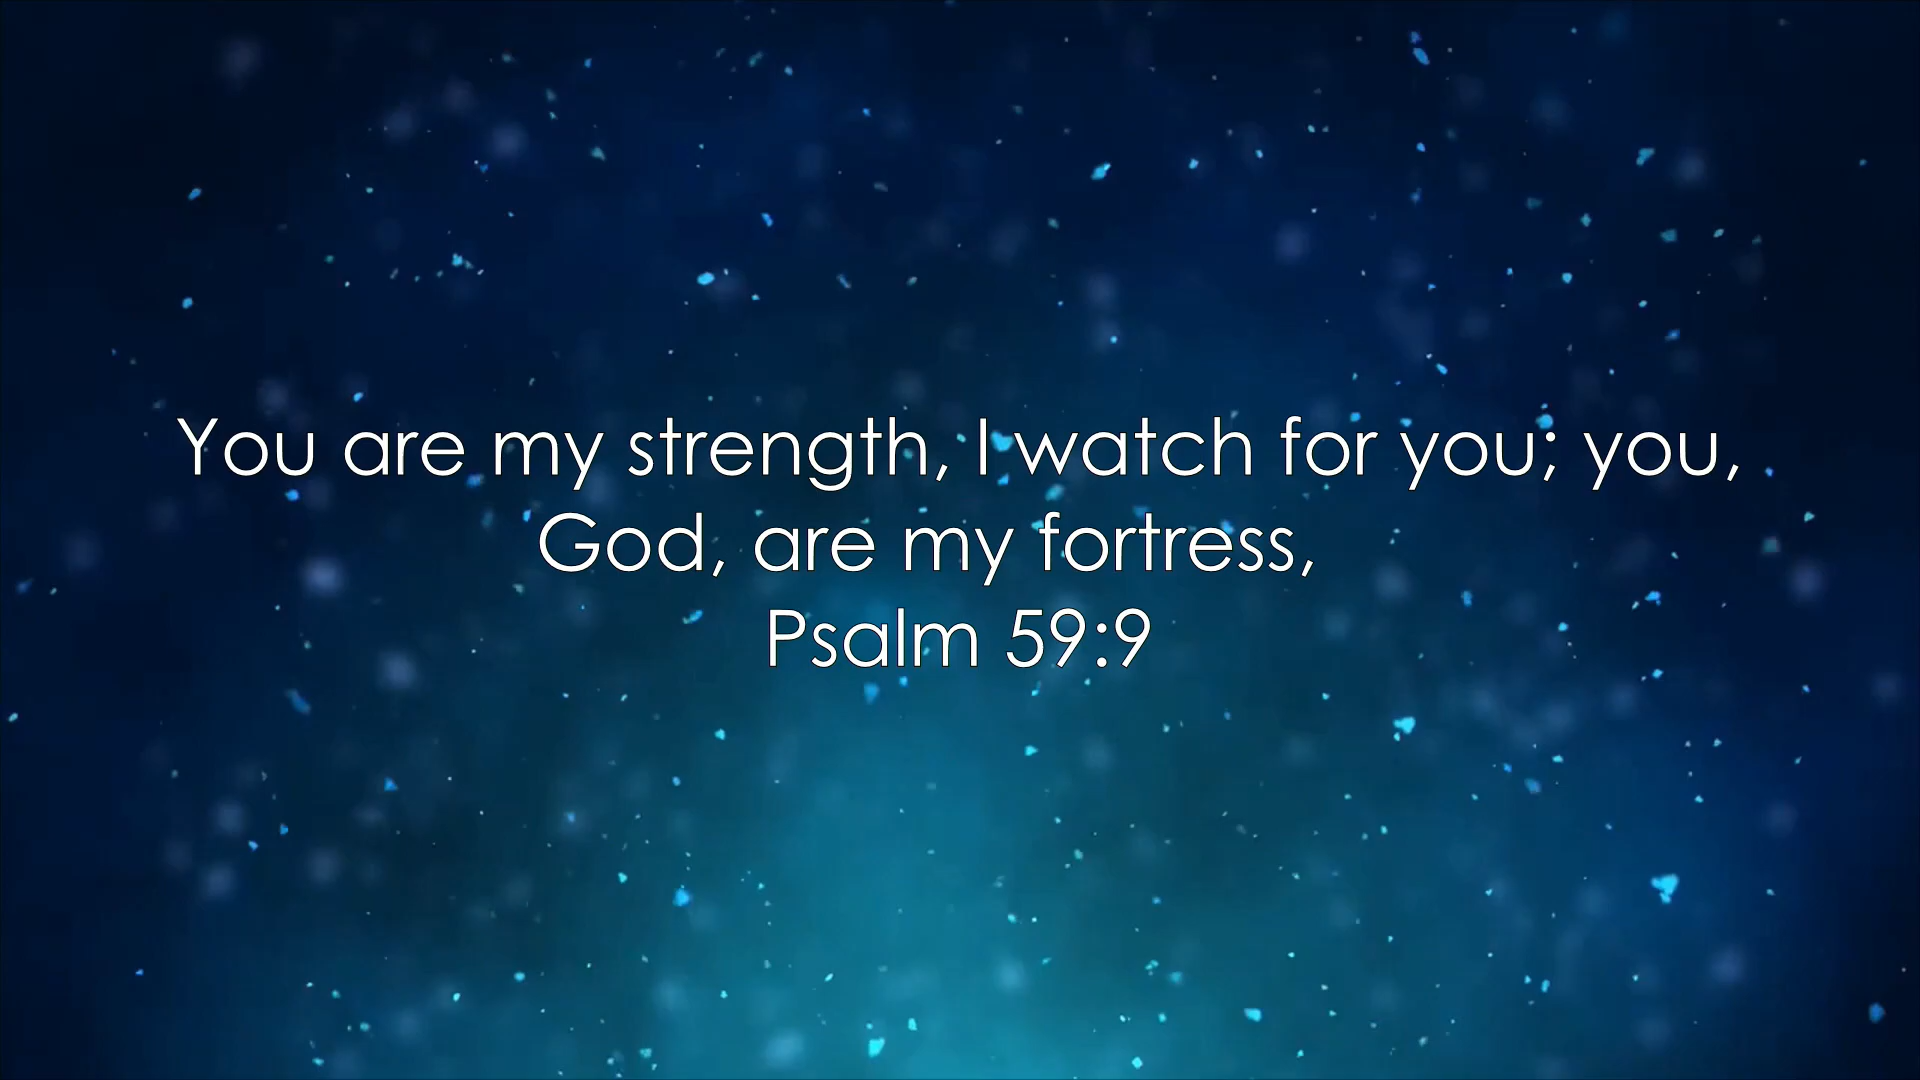 You are my strength, I watch for you; you,
God, are my fortress,
Psalm 59:9